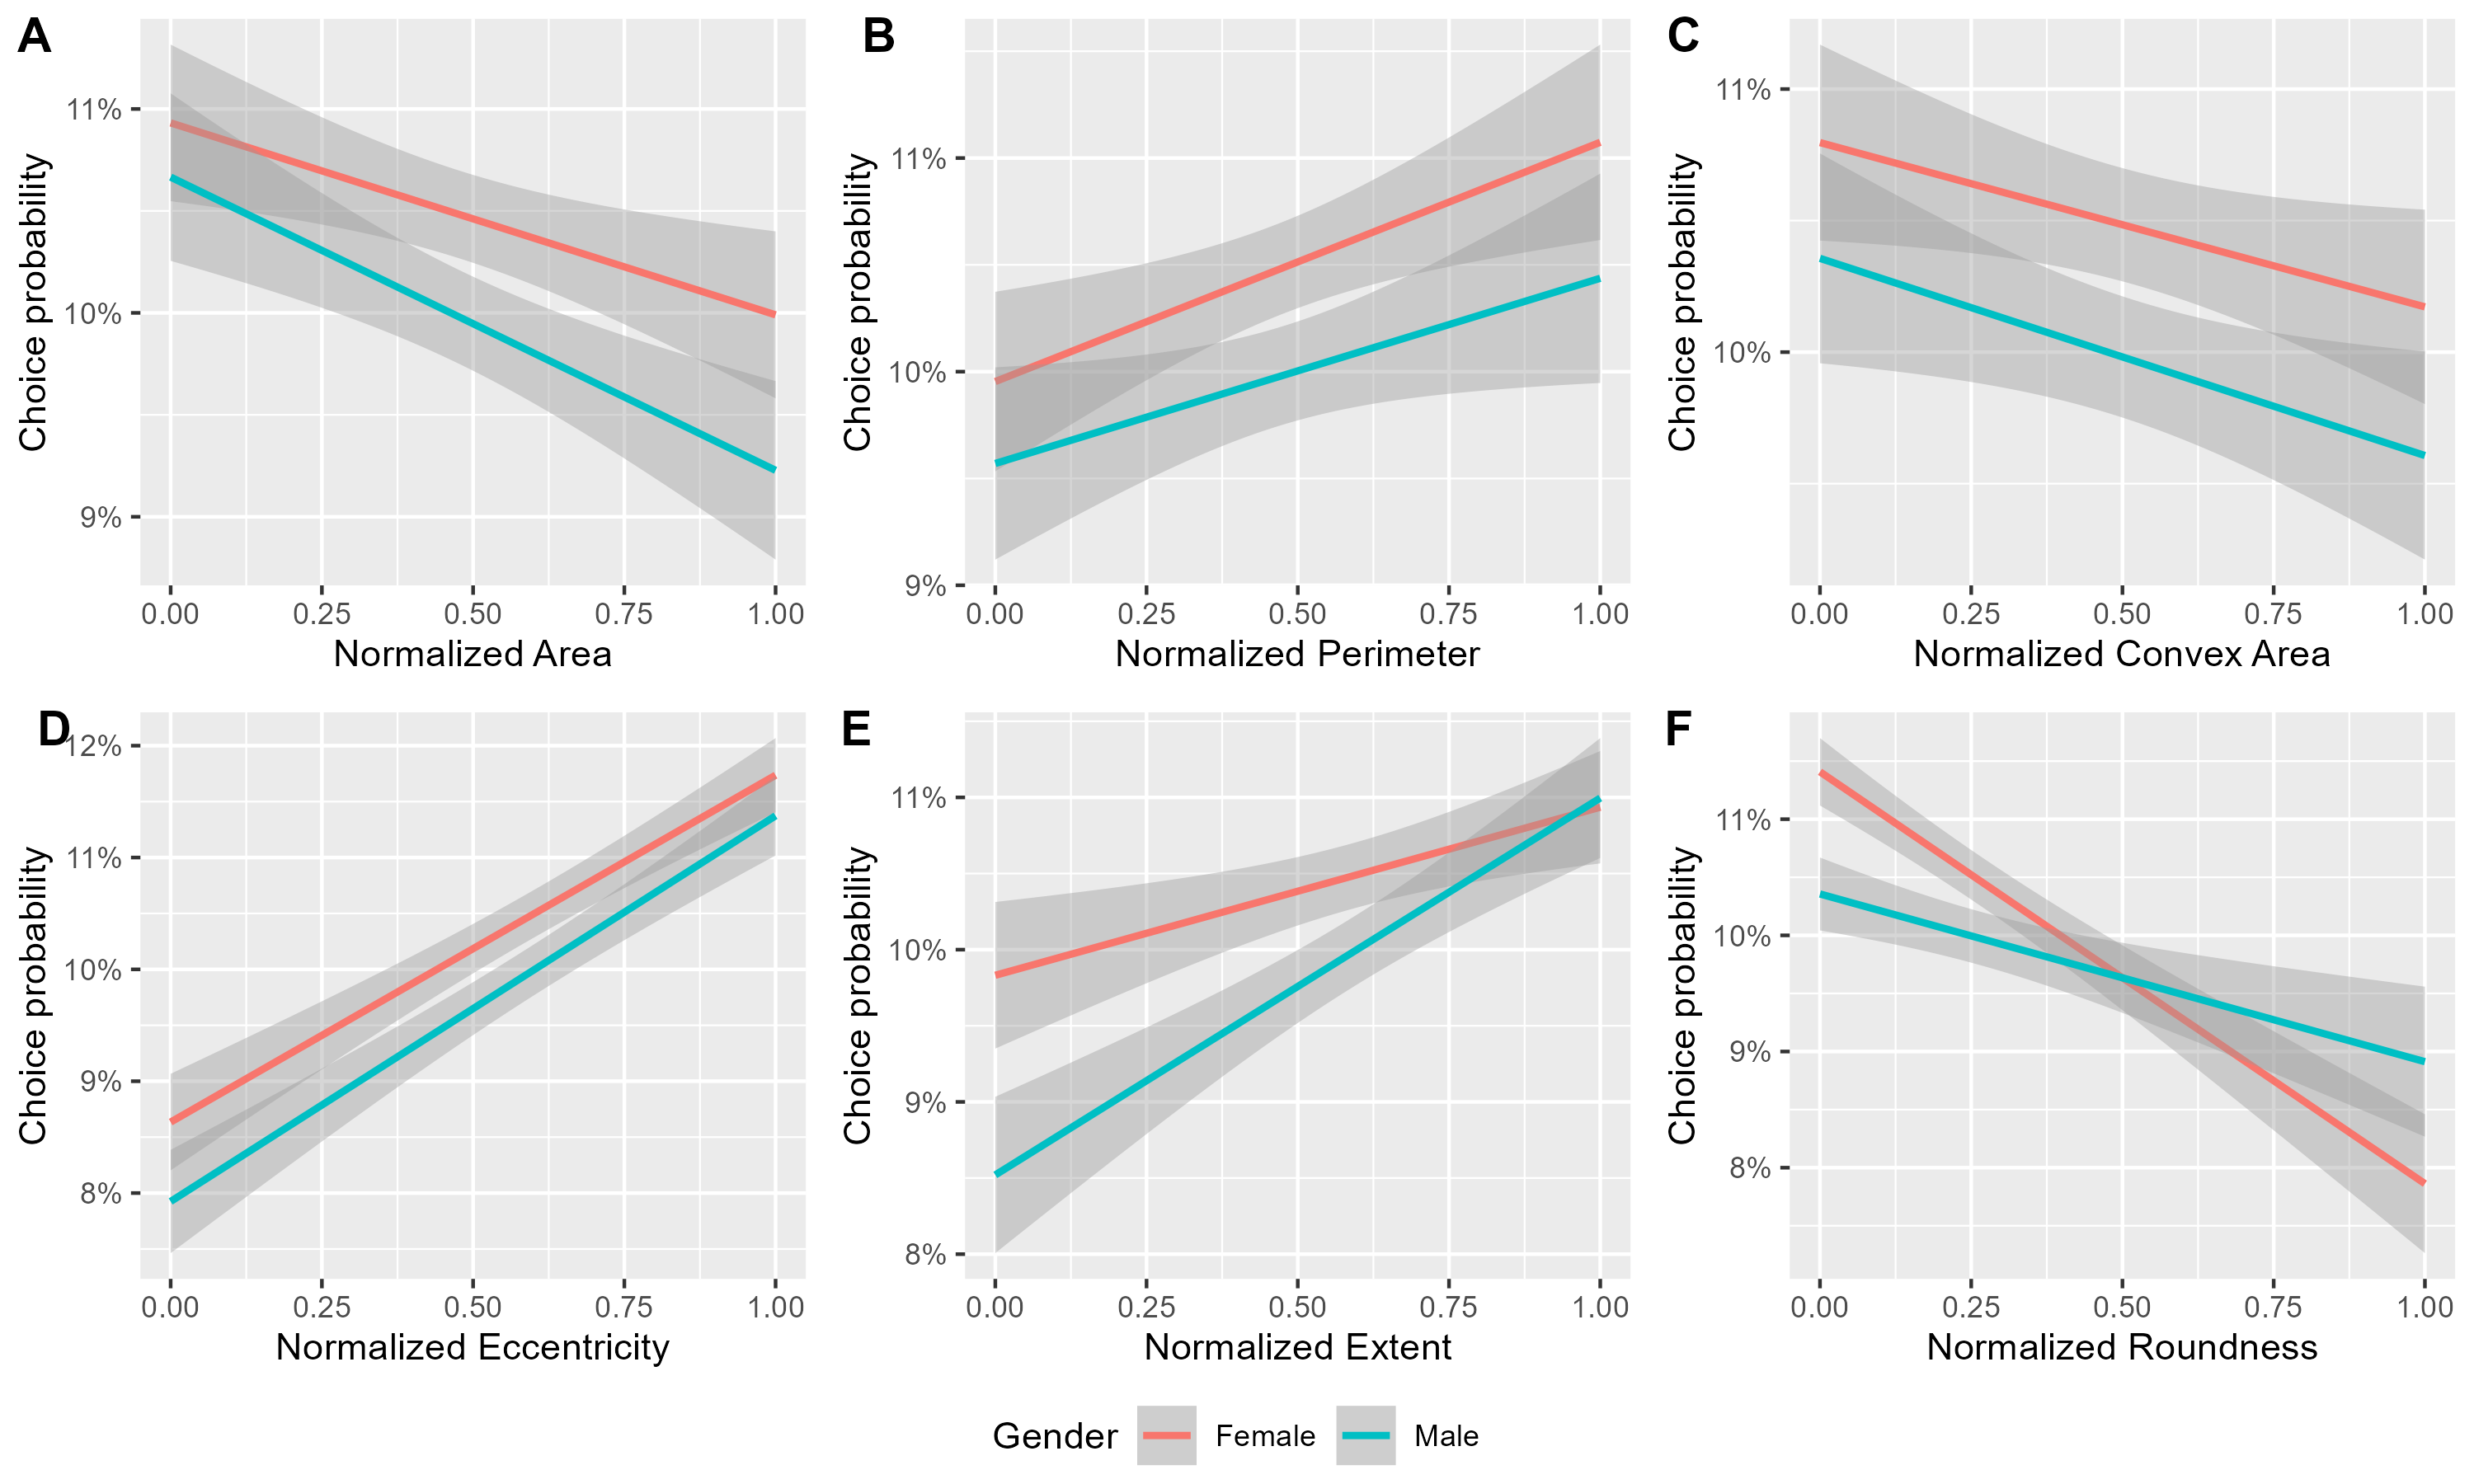 A
B
C
Choice probability
11%
10%
9%
0.00 0.25 0.50 0.75 1.00
Normalized Area
Choice probability
11%
10%
9%
0.00 0.25 0.50 0.75 1.00
Normalized Perimeter
Choice probability
11%
10%
0.00 0.25 0.50 0.75 1.00
Normalized Convex Area
D
E
F
Choice probability
12%
11%
10%
9%
8%
0.00 0.25 0.50 0.75 1.00
Normalized Eccentricity
Choice probability
11%
10%
9%
8%
0.00 0.25 0.50 0.75 1.00
Normalized Extent
Choice probability
11%
10%
9%
8%
0.00 0.25 0.50 0.75 1.00
Normalized Roundness
Gender Female Male